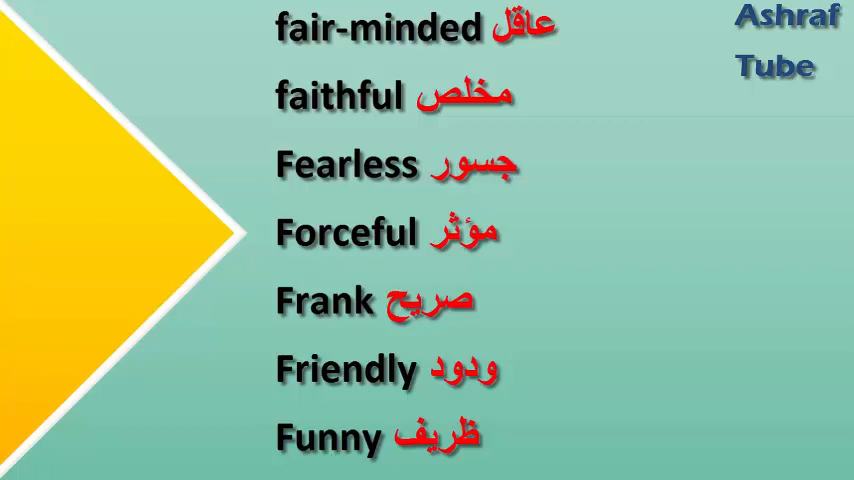 fair-minded عاقل
faithful مخلص
Fearless جسور
Forceful مؤثر
Frank صريح
Friendly ودود
Funny ظريف
Ashraf
Tube